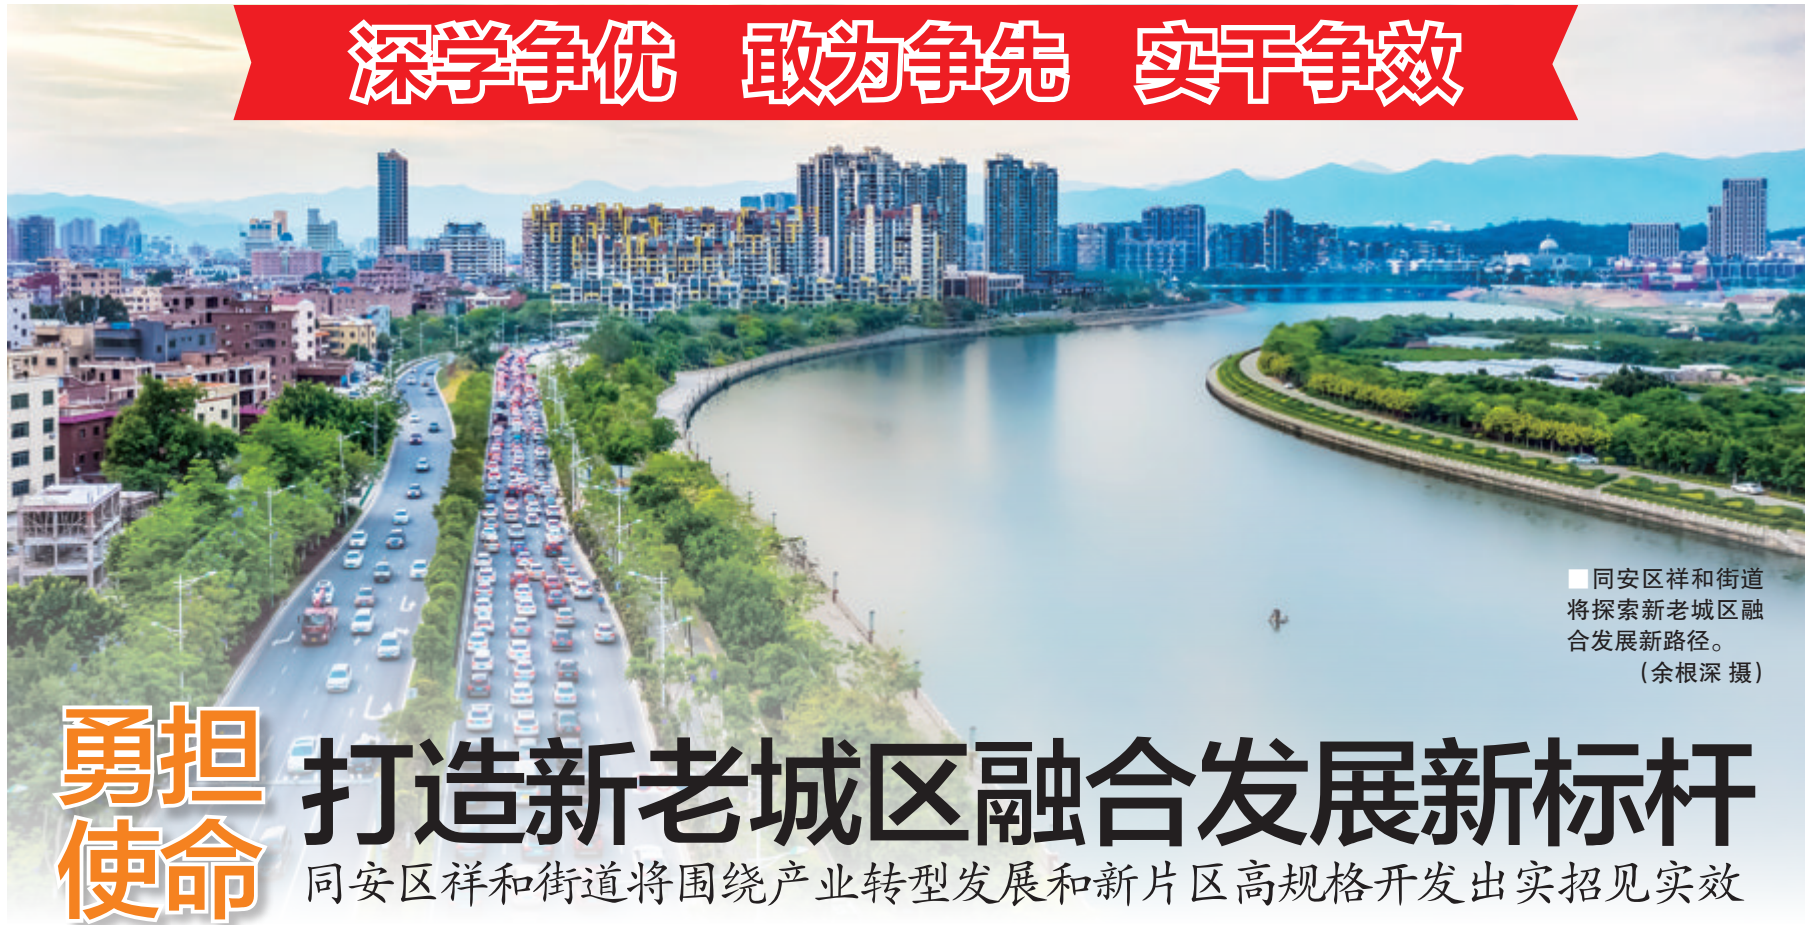 深学争优 敢为争先 实干争效
■同安区祥和街道
将探索新老城区融
合发展新路径。
（余根深 摄）
勇担
使命
打造新老城区融合发展新标杆
同安区祥和街道将围绕产业转型发展和新片区高规格开发出实招见实效